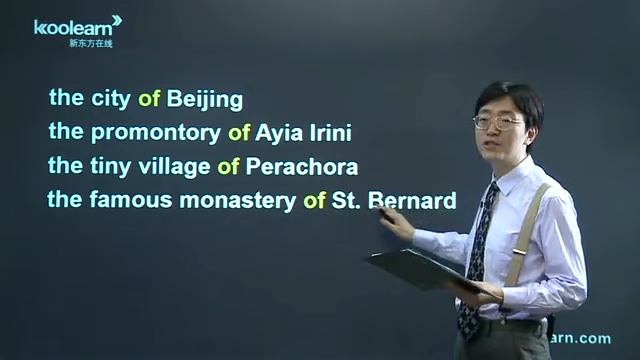 koolearn
新东方在线
the city of Beijing
the promontory of Ayia Irini
the tiny village of Perachora
the famous monastery of St. Bernard
arn.com